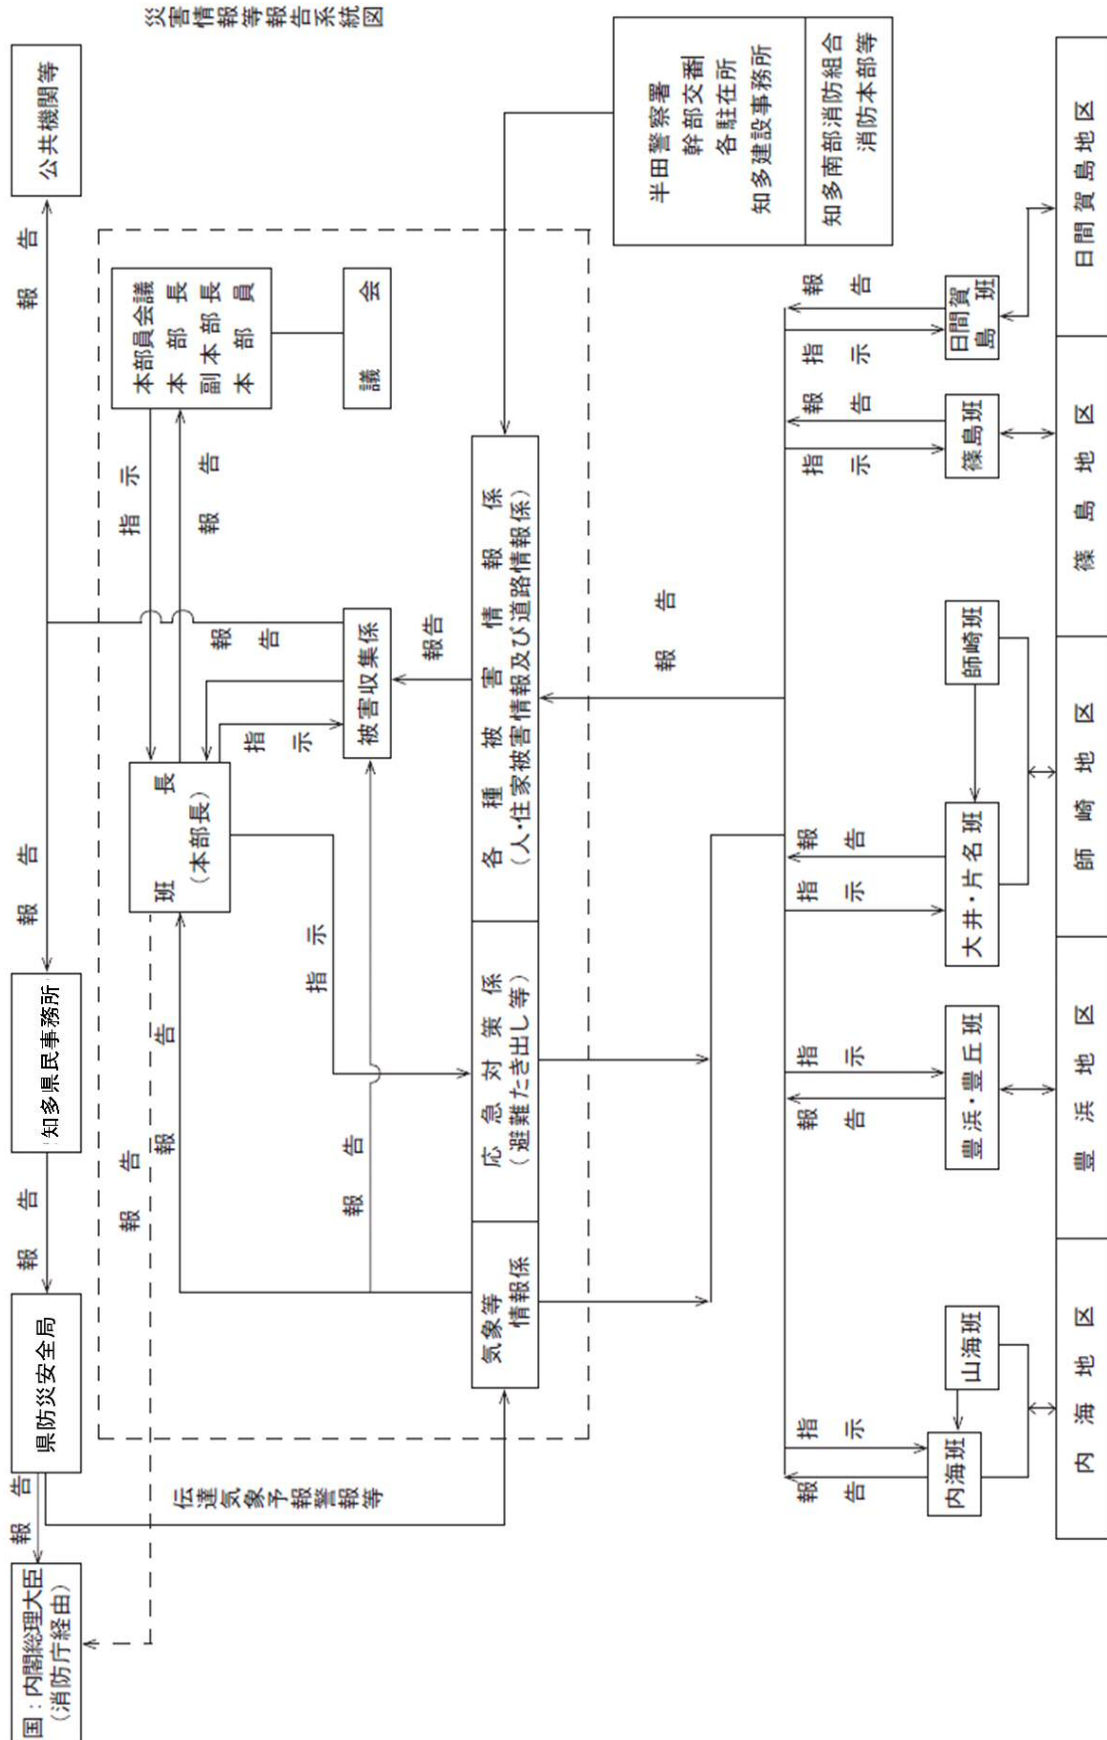 災害情報等報告系統図
国：内閣総理大臣
（消防庁経由）
報告
県防災安全局
報告
知多県民事務所
報告
報告
公共機関等
報告
伝達気象予報警報等
報告
班長
（本部長）
指示
報告
本部員会議
本部長
副本部長
本部員
議会
指示
報告
指示
被害収集係
報告
報告
気象等
情報係
応急対策係
（避難たき出し等）
各種被害情報係
（人・住家被害情報及び道路情報係）
半田警察署
幹部交番
各駐在所
知多建設事務所
知多南部消防組合
消防本部等
報告
報告
指示
報告
指示
指示
報告
指示
報告
指示
報告
内海班
山海班
豊浜・豊丘班
大井・片名班
師崎班
篠島班
日間賀
島班
内海地区
豊浜地区
師崎地区
篠島地区
日間賀島地区